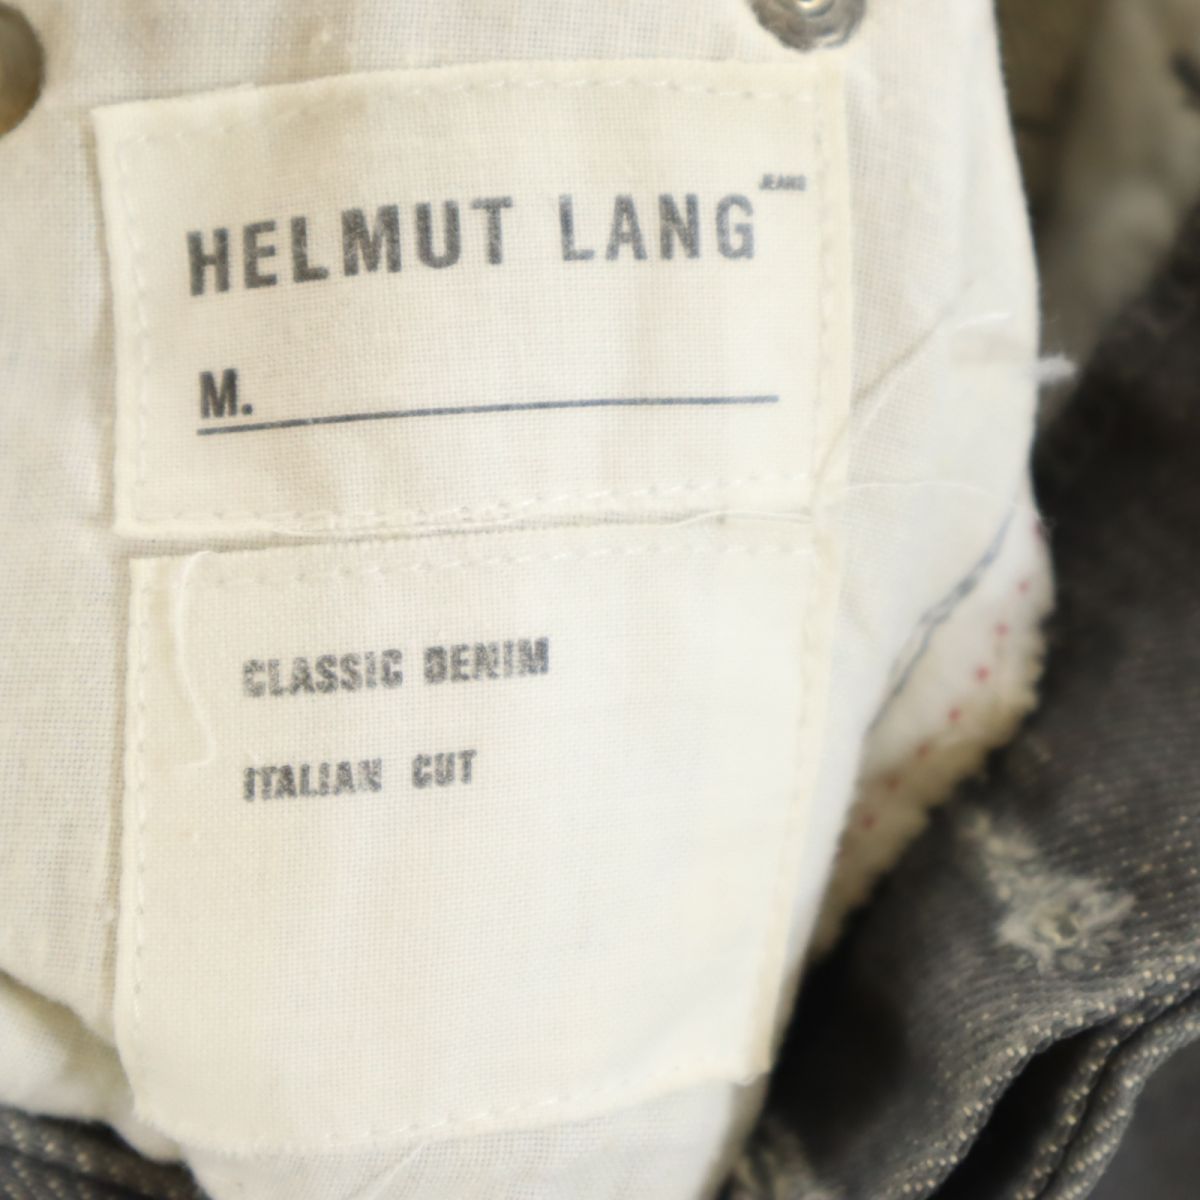 HELMUT LANG JEANS
M.
CLASSIC DENIM
ITALIAN CUT